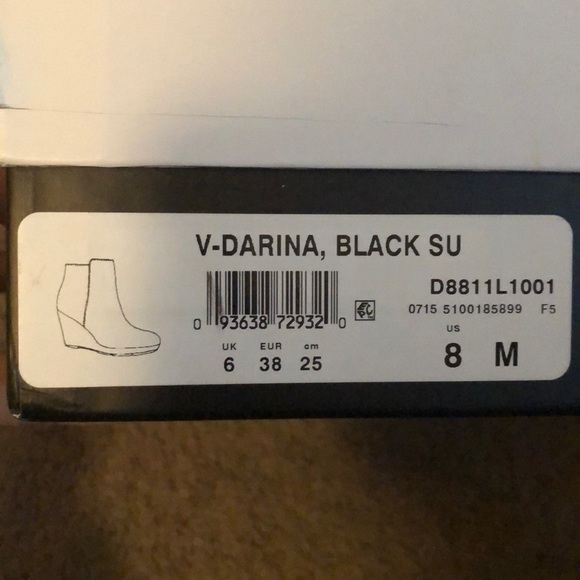 V-DARINA, BLACK SU
D8811L1001
0 93638 72932 0
0715 5100185899 F5
UK EUR cm
6 38 25
US
8 M